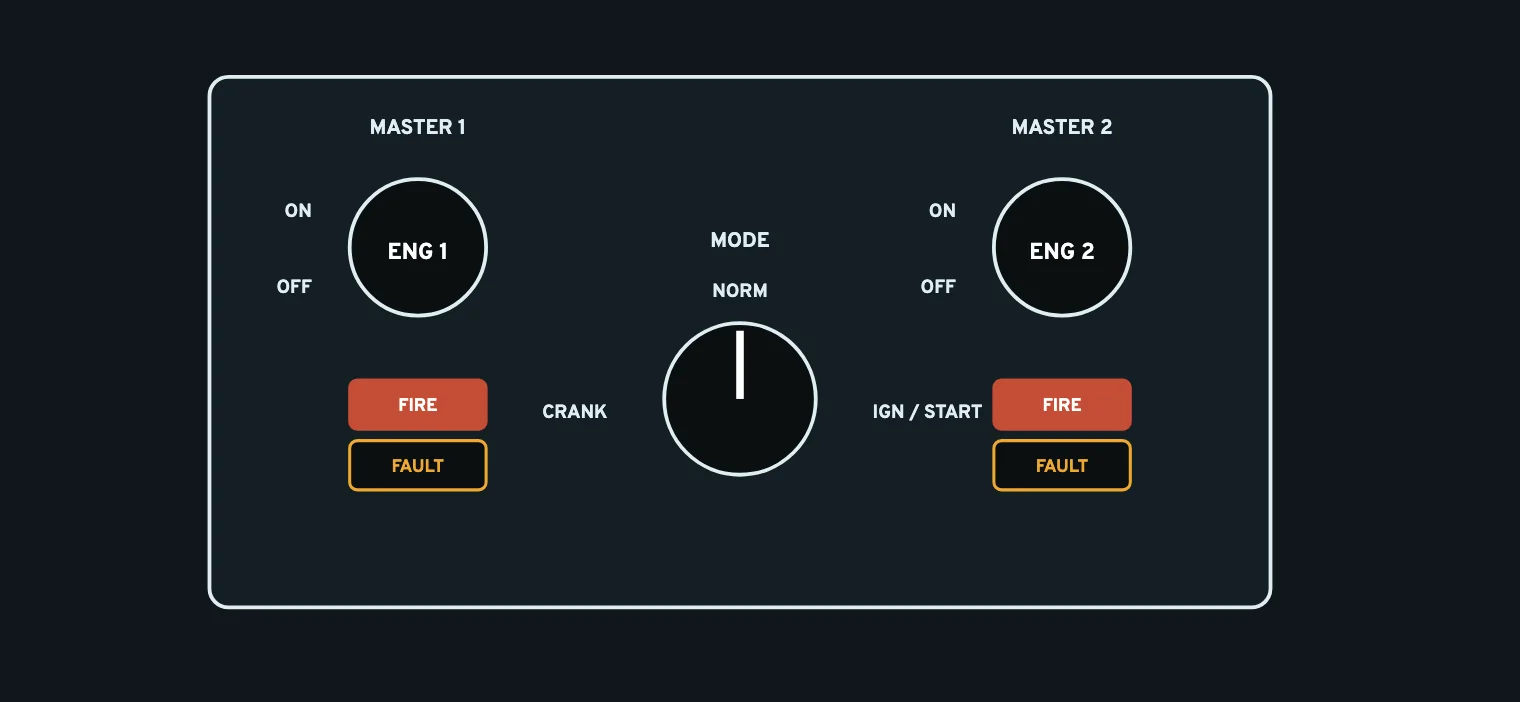 MASTER 1
MASTER 2
ON
ENG 1
OFF
MODE
NORM
ON
ENG 2
OFF
FIRE
FAULT
CRANK
IGN / START
FIRE
FAULT